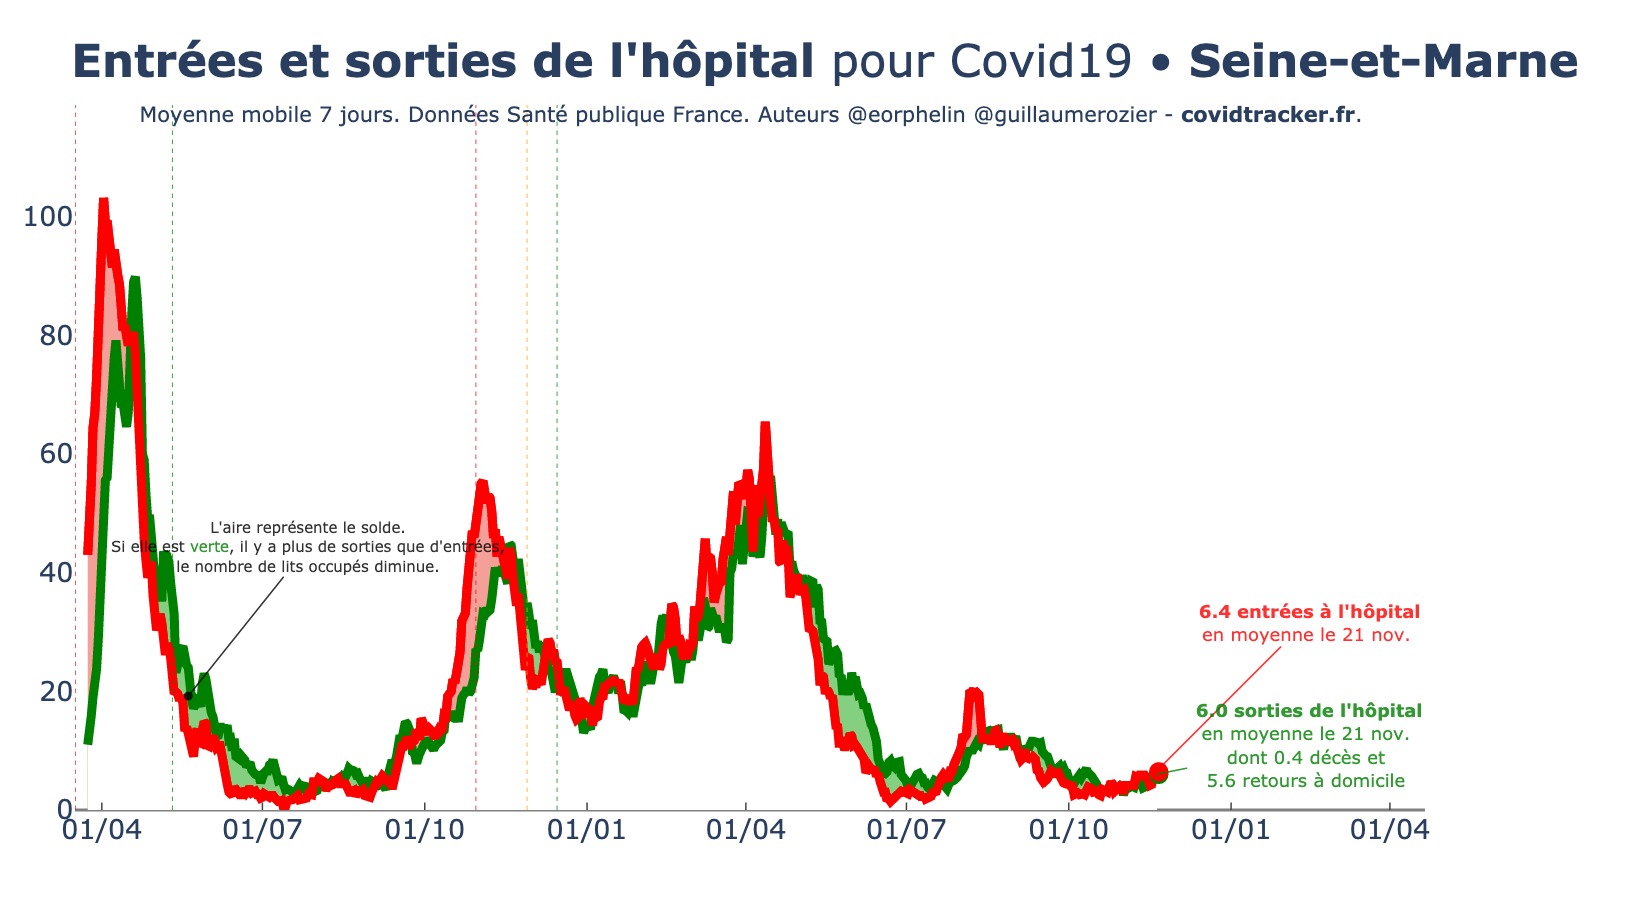 Entrées et sorties de l'hôpital pour Covid19 • Seine-et-Marne
Moyenne mobile 7 jours. Données Santé publique France. Auteurs @eorphelin @guillaumerozier - covidtracker.fr.
100
80
60
40
20
0
L'aire représente le solde.
Si elle est verte, il y a plus de sorties que d'entrées,
le nombre de lits occupés diminue.
6.4 entrées à l'hôpital
en moyenne le 21 nov.
6.0 sorties de l'hôpital
en moyenne le 21 nov.
dont 0.4 décès et
5.6 retours à domicile
01/04 01/07 01/10 01/01 01/04 01/07 01/10 01/01 01/04